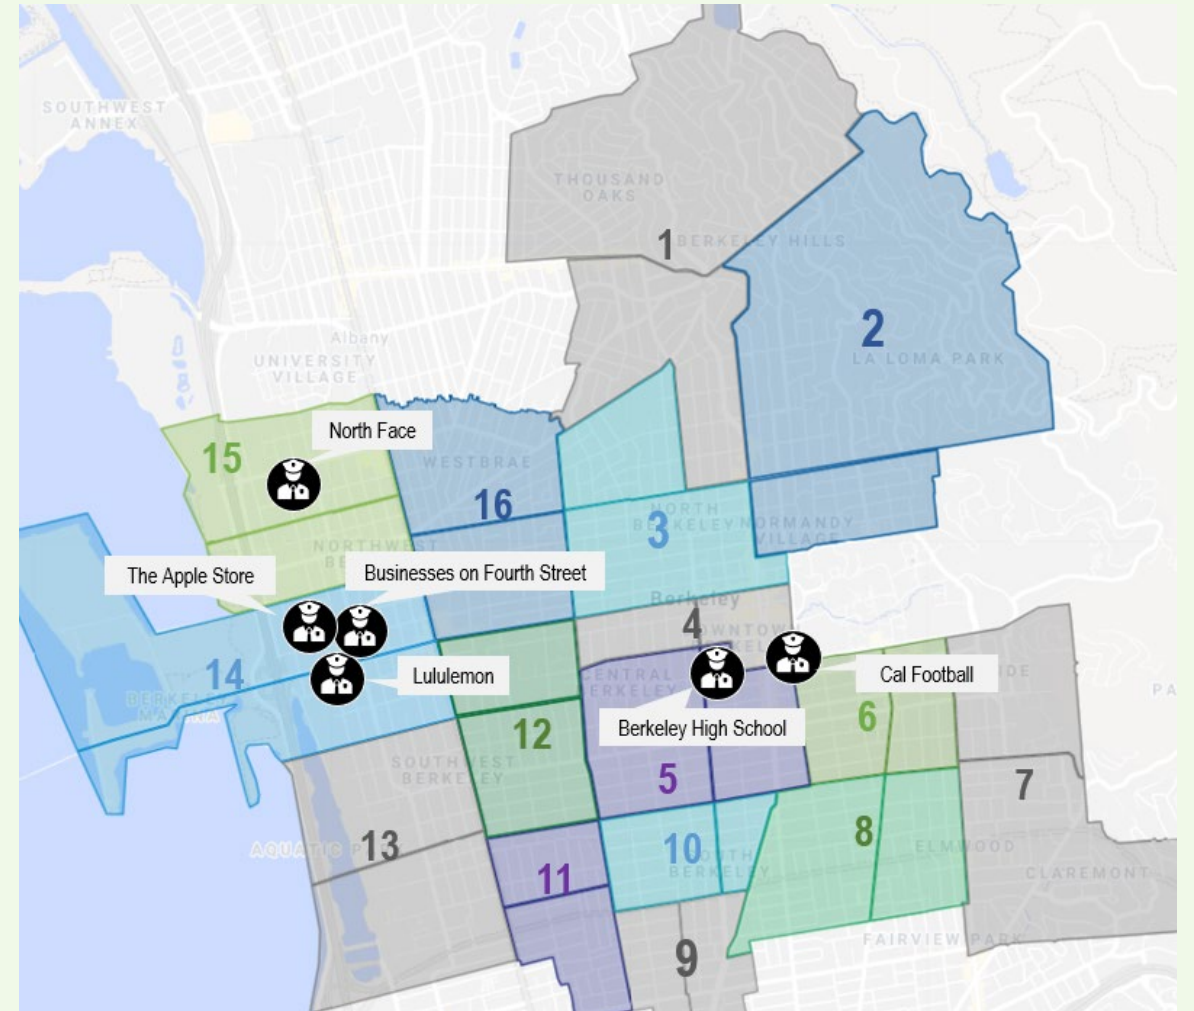 SOUTHWEST
ANNEX
THOUSAND
OAKS
1
BERKELEY HILLS
2
LA LOMA PARK
Albany
UNIVERSITY
VILLAGE
North Face
15
WESTBRAE
16
NORTH
BERKELEY
NORMANDY
VILLAGE
3
NORTHWEST
The Apple Store
Businesses on Fourth Street
Berkeley
4
14
Lululemon
CENTRAL
BERKELEY
Cal Football
Berkeley High School
6
12
SOUTHWEST
BERKELEY
5
7
13
10
8
ELMWOOD
SOUTH
BERKELEY
CLAREMONT
11
FAIRVIEW PARK
9